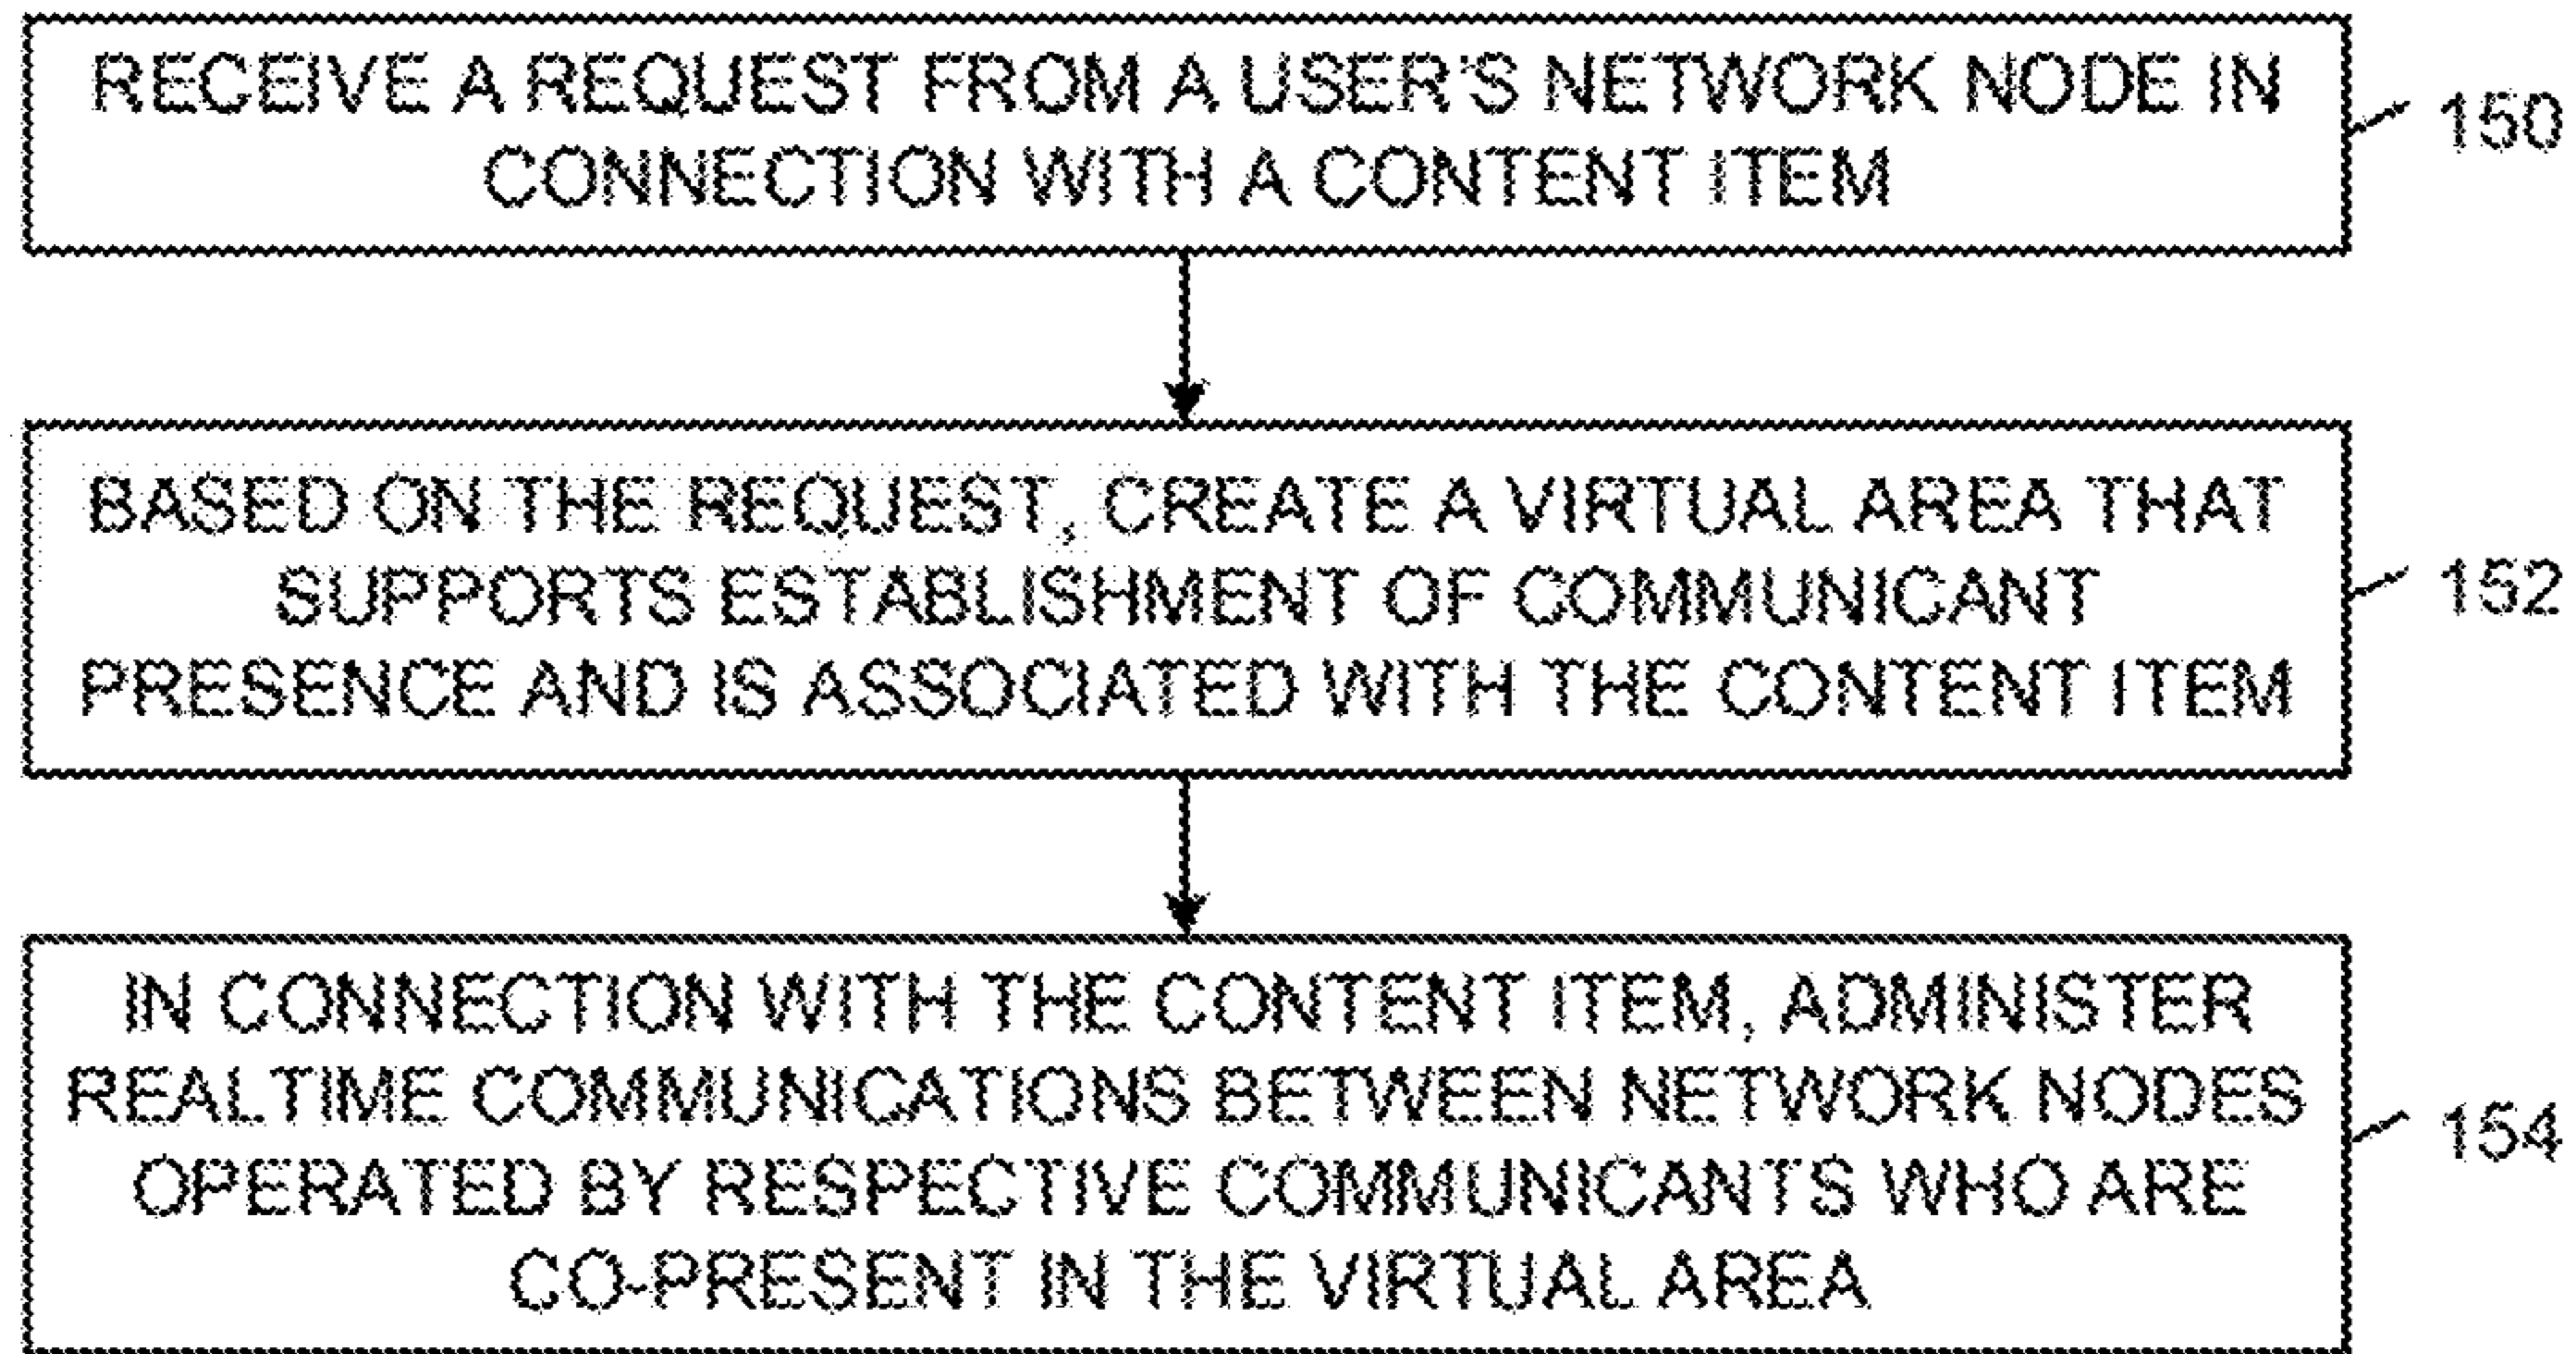 RECEIVE A REQUEST FROM A USER'S NETWORK NODE IN
CONNECTION WITH A CONTENT ITEM
150
BASED ON THE REQUEST, CREATE A VIRTUAL AREA THAT
SUPPORTS ESTABLISHMENT OF COMMUNICANT
PRESENCE AND IS ASSOCIATED WITH THE CONTENT ITEM
152
IN CONNECTION WITH THE CONTENT ITEM, ADMINISTER
REALTIME COMMUNICATIONS BETWEEN NETWORK NODES
OPERATED BY RESPECTIVE COMMUNICANTS WHO ARE
CO-PRESENT IN THE VIRTUAL AREA
154